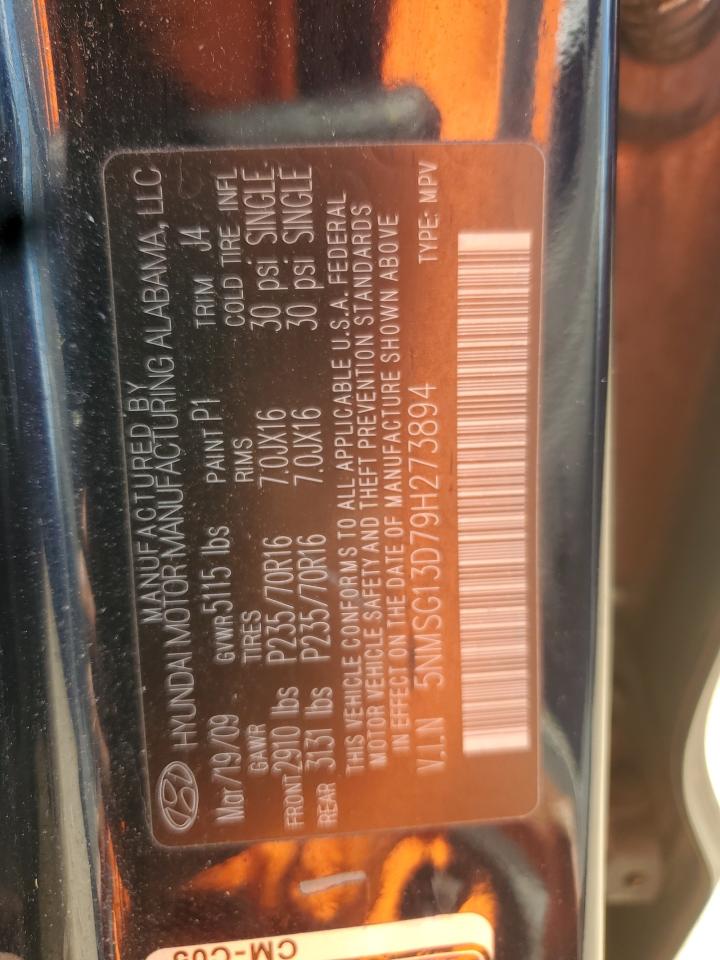 MANUFACTURED BY
HYUNDAI MOTOR MANUFACTURING ALABAMA, LLC
Mar/19/09 GVWR 5115 lbs PAINT P1 TRIM J4
GAWR TIRES RIMS COLD TIRE INFL
FRONT 2910 lbs P235/70R16 7.0JX16 30 psi SINGLE
REAR 3131 lbs P235/70R16 7.0JX16 30 psi SINGLE
THIS VEHICLE CONFORMS TO ALL APPLICABLE U.S.A. FEDERAL
MOTOR VEHICLE SAFETY AND THEFT PREVENTION STANDARDS
IN EFFECT ON THE DATE OF MANUFACTURE SHOWN ABOVE
V.I.N 5NMSG13D79H273894 TYPE: MPV